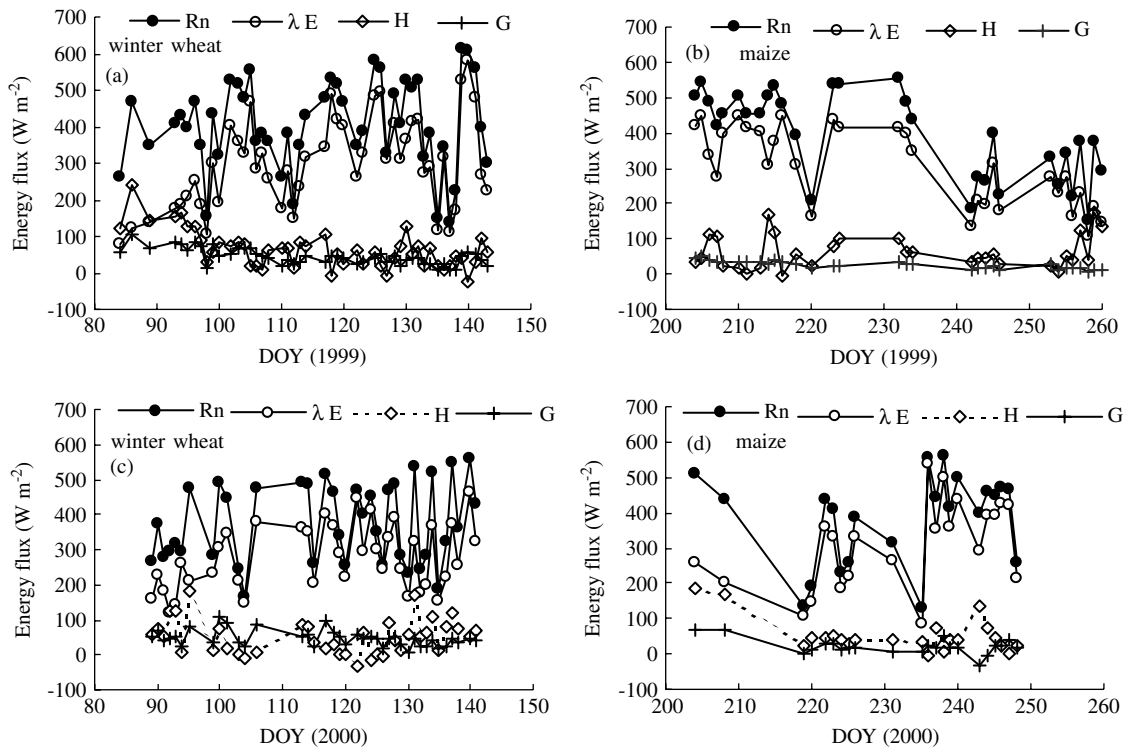 Rn λ E H G
winter wheat
(a)
Energy flux (W m-2)
700
600
500
400
300
200
100
0
-100
80 90 100 110 120 130 140 150
DOY (1999)
Rn λ E H G
(b) maize
Energy flux (W m-2)
700
600
500
400
300
200
100
0
-100
200 210 220 230 240 250 260
DOY (1999)
Rn λ E H G
winter wheat
(c)
Energy flux (W m-2)
700
600
500
400
300
200
100
0
-100
80 90 100 110 120 130 140 150
DOY (2000)
Rn λ E H G
(d) maize
Energy flux (W m-2)
700
600
500
400
300
200
100
0
-100
200 210 220 230 240 250 260
DOY (2000)